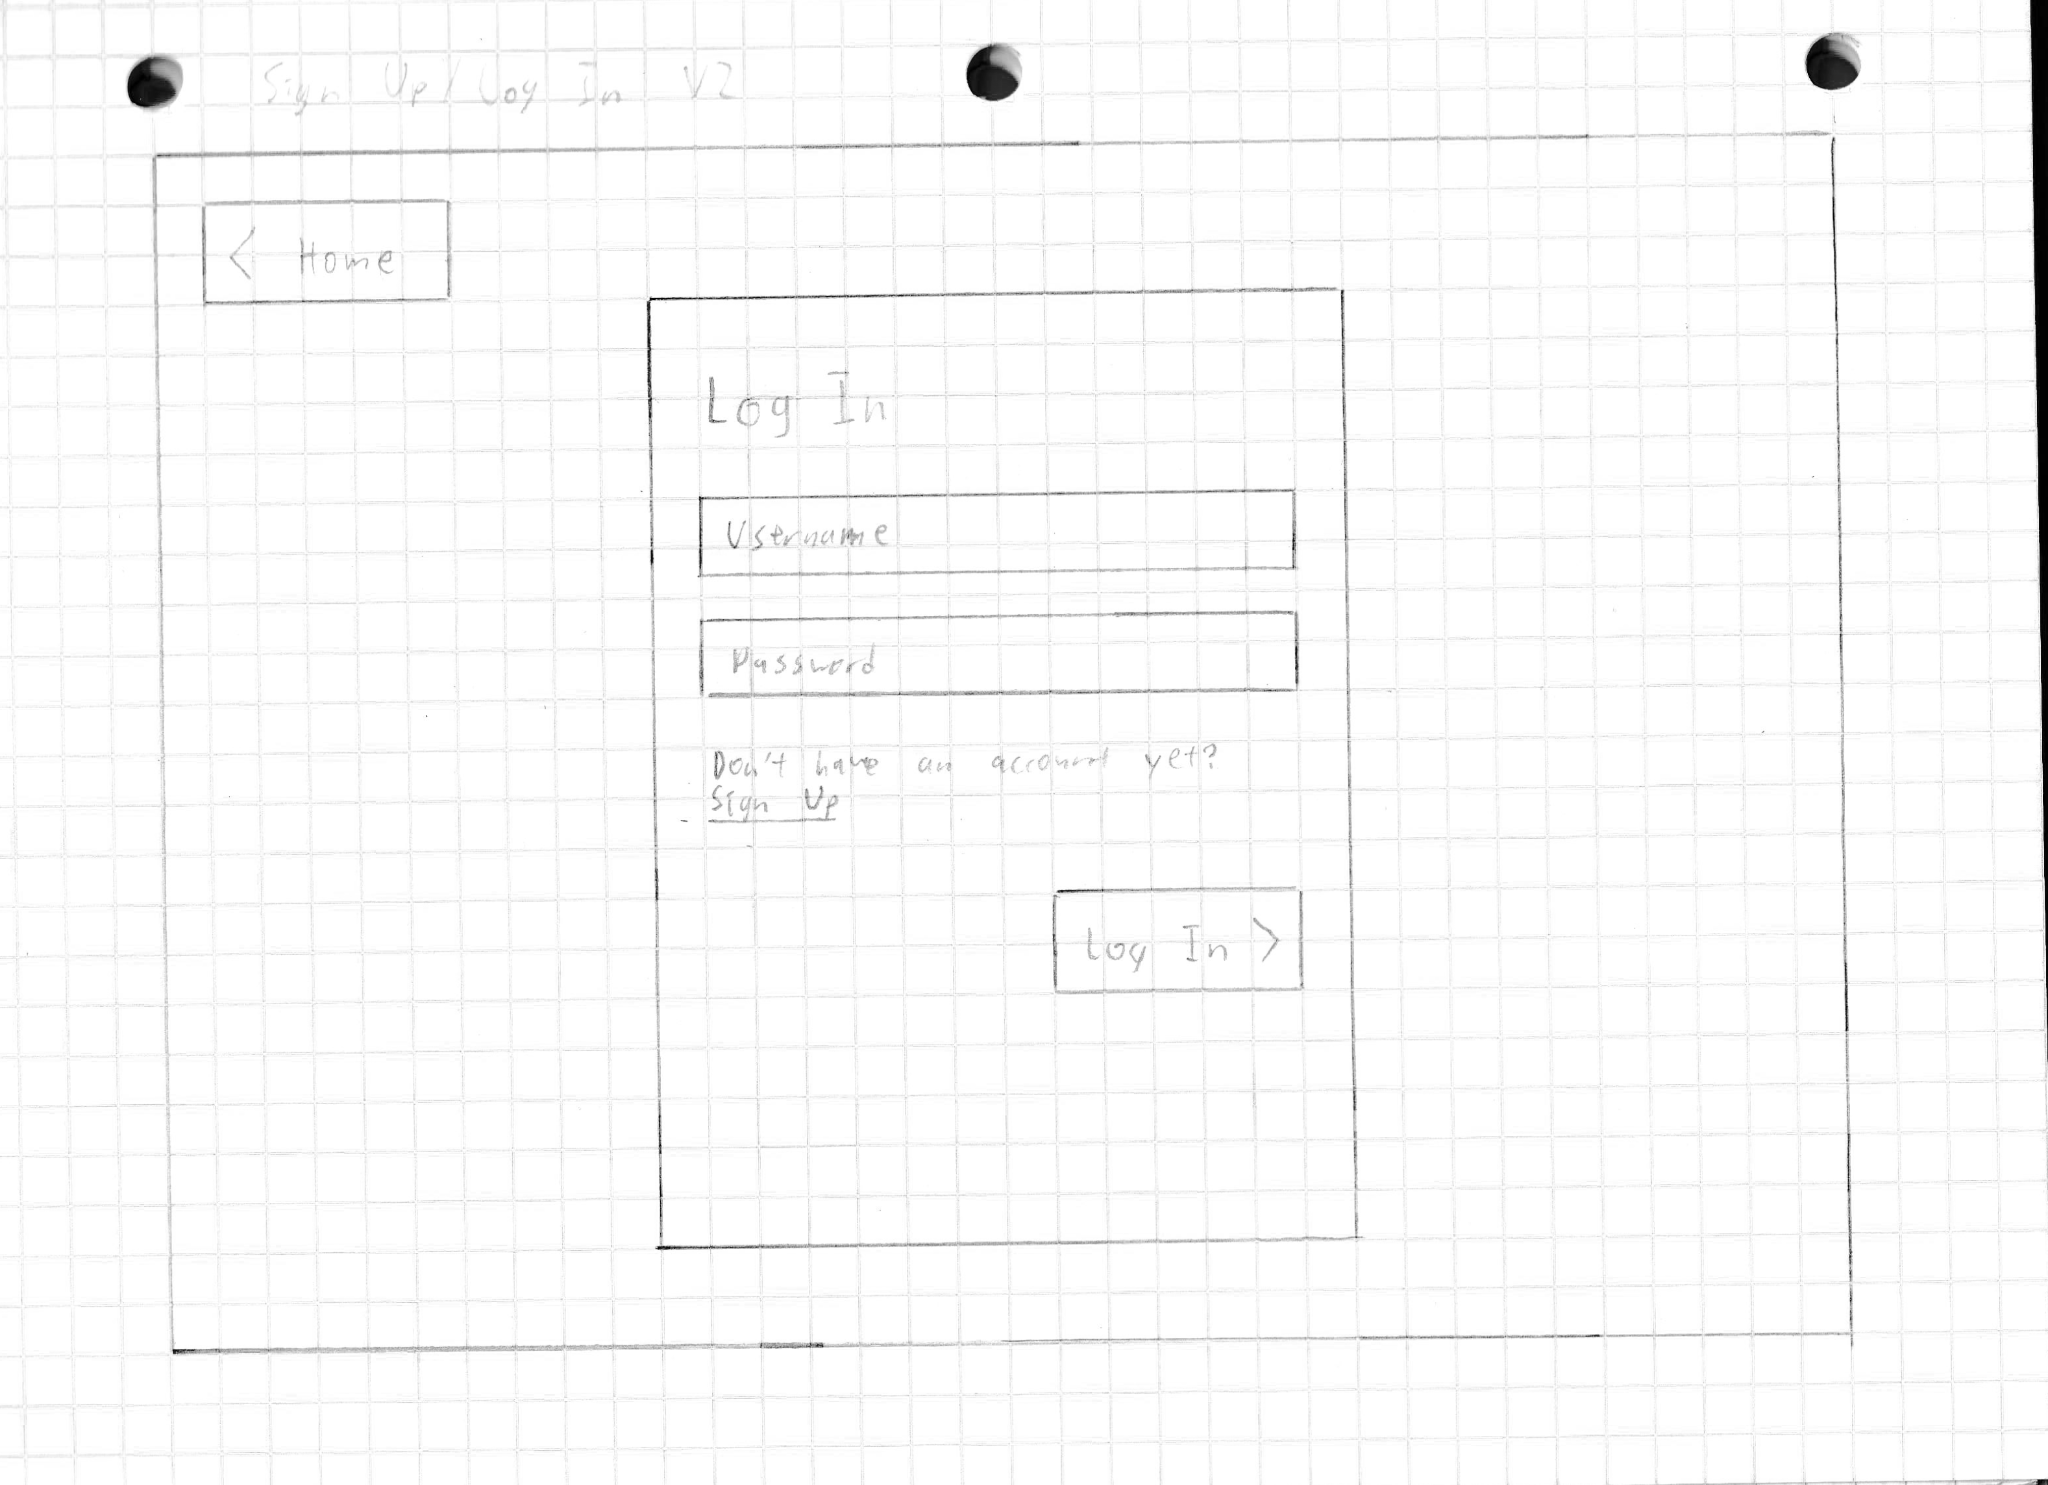 Sign Up/Log In V2
< Home
Log In
Username
Password
Don't have an account yet?
Sign Up
Log In >